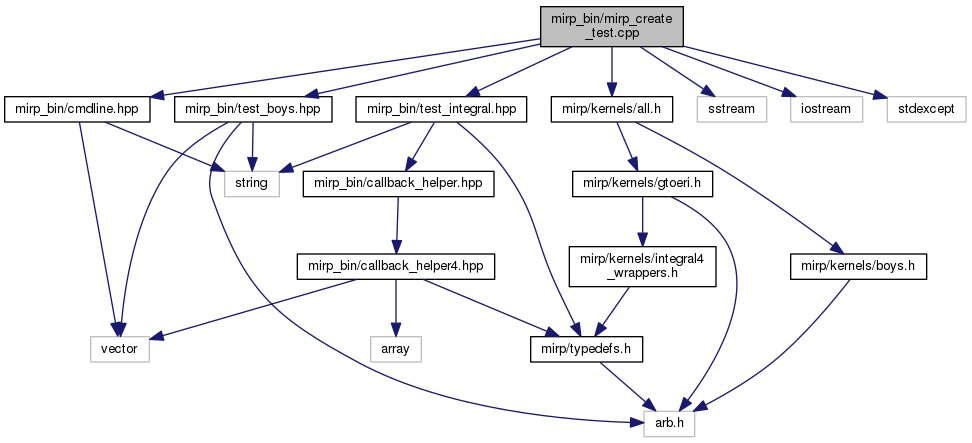 mirp_bin/mirp_create
_test.cpp
mirp_bin/cmdline.hpp
mirp_bin/test_boys.hpp
mirp_bin/test_integral.hpp
mirp/kernels/all.h
sstream
iostream
stdexcept
string
mirp_bin/callback_helper.hpp
mirp/kernels/gtoeri.h
mirp_bin/callback_helper4.hpp
mirp/kernels/integral4
_wrappers.h
mirp/kernels/boys.h
vector
array
mirp/typedefs.h
arb.h